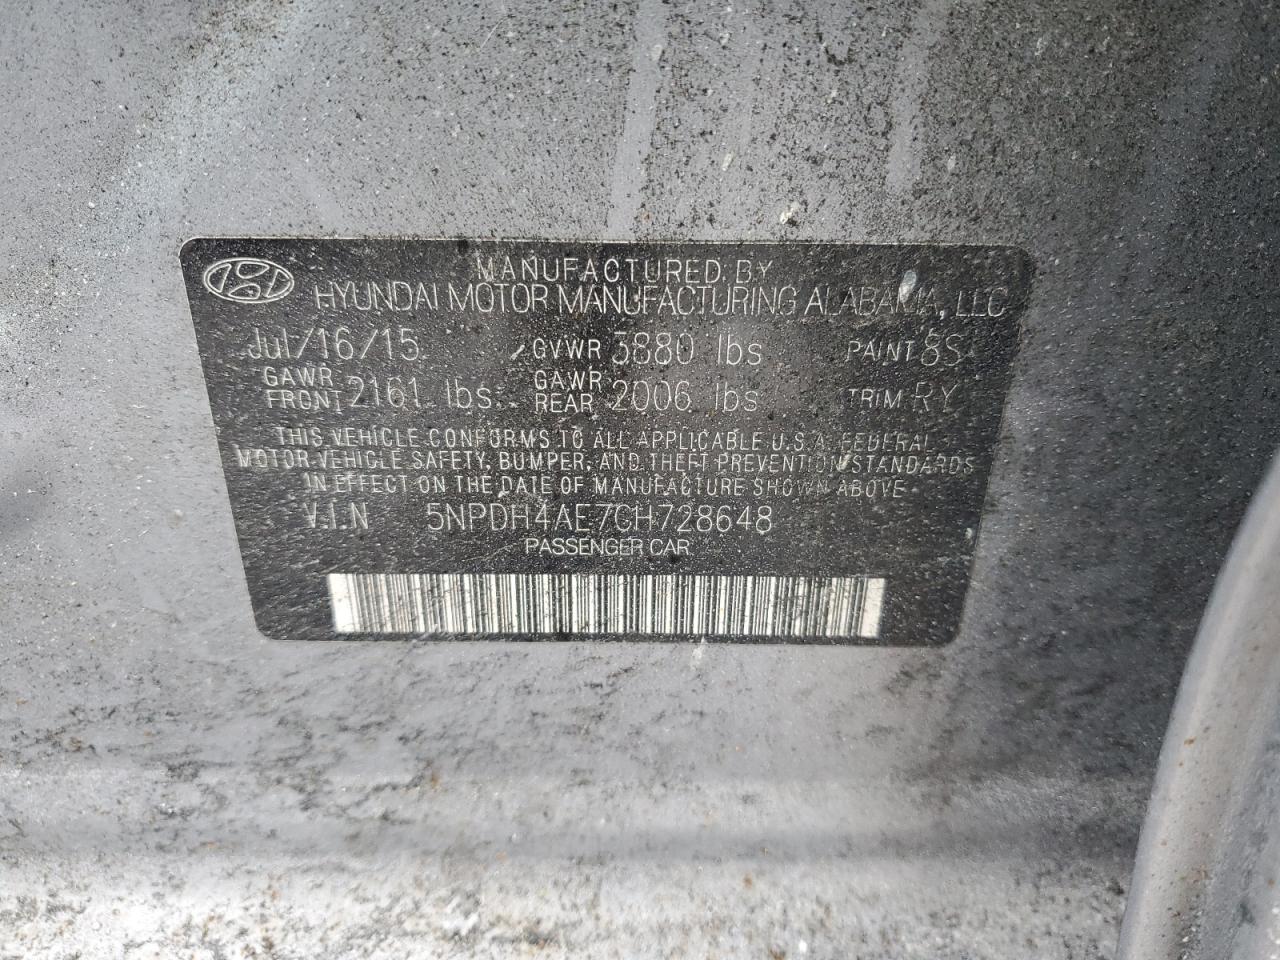 MANUFACTURED BY
HYUNDAI MOTOR MANUFACTURING ALABAMA, LLC
Jul/16/15 GVWR 3880 lbs PAINT 8S
GAWR FRONT 2161 lbs GAWR REAR 2006 lbs TRIM RY
THIS VEHICLE CONFORMS TO ALL APPLICABLE U.S.A. FEDERAL
MOTOR VEHICLE SAFETY, BUMPER, AND THEFT PREVENTION STANDARDS
IN EFFECT ON THE DATE OF MANUFACTURE SHOWN ABOVE
V.I.N 5NPDH4AE7CH728648
PASSENGER CAR